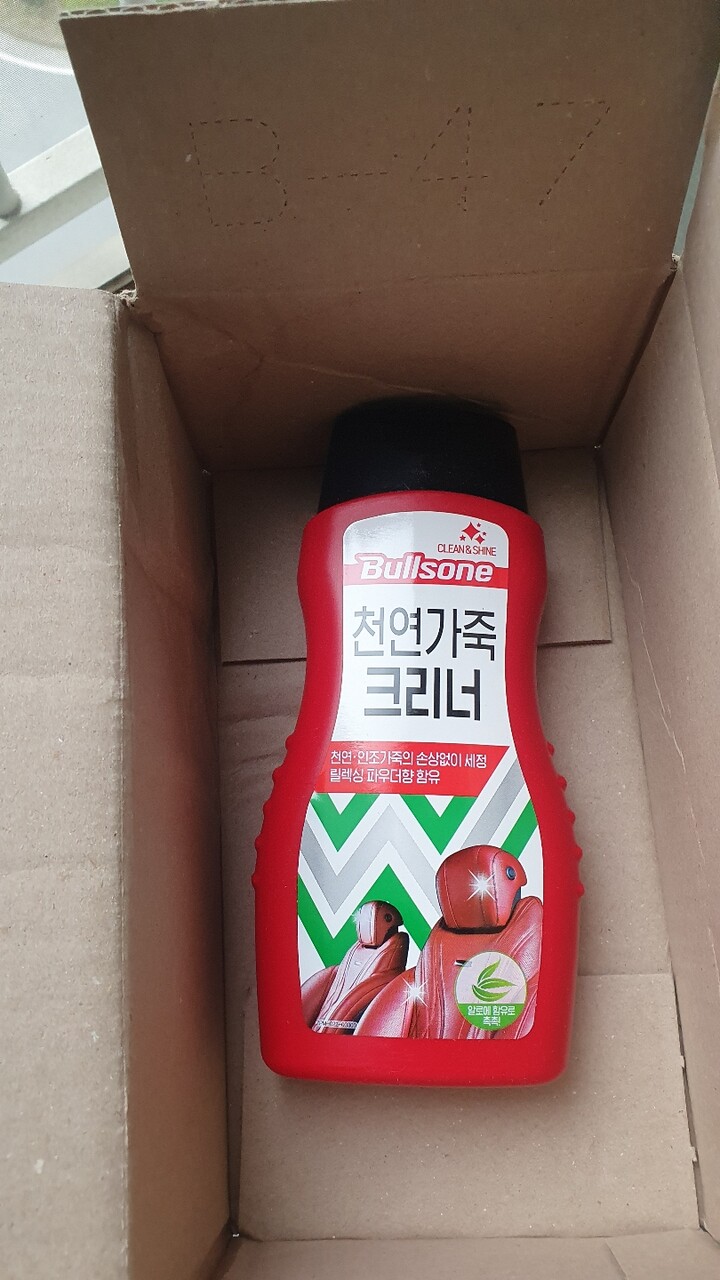 B-47
CLEAN & SHINE
Bullsone
천연가죽
크리너
천연·인조가죽의 손상없이 세정
릴렉싱 파우더향 함유
알로에 함유로
촉촉!